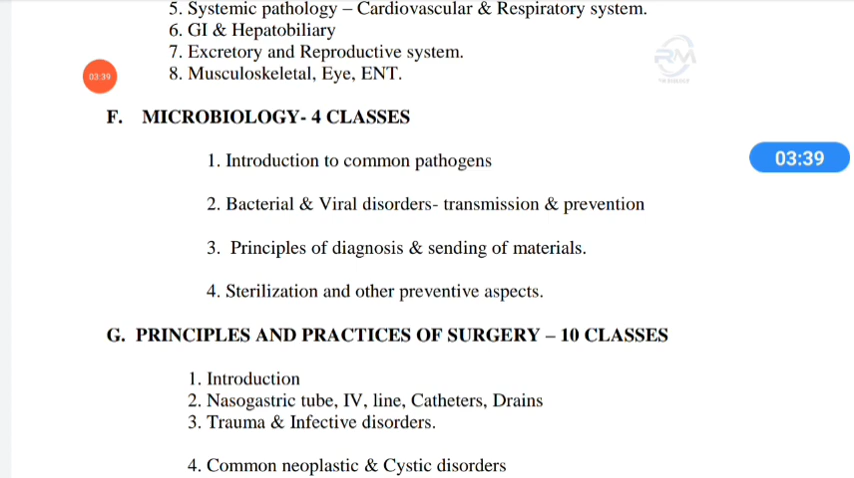 5. Systemic pathology – Cardiovascular & Respiratory system.
6. GI & Hepatobiliary
7. Excretory and Reproductive system.
8. Musculoskeletal, Eye, ENT.
RM
03:39
F. MICROBIOLOGY- 4 CLASSES
1. Introduction to common pathogens
03:39
2. Bacterial & Viral disorders- transmission & prevention
3. Principles of diagnosis & sending of materials.
4. Sterilization and other preventive aspects.
G. PRINCIPLES AND PRACTICES OF SURGERY – 10 CLASSES
1. Introduction
2. Nasogastric tube, IV, line, Catheters, Drains
3. Trauma & Infective disorders.
4. Common neoplastic & Cystic disorders